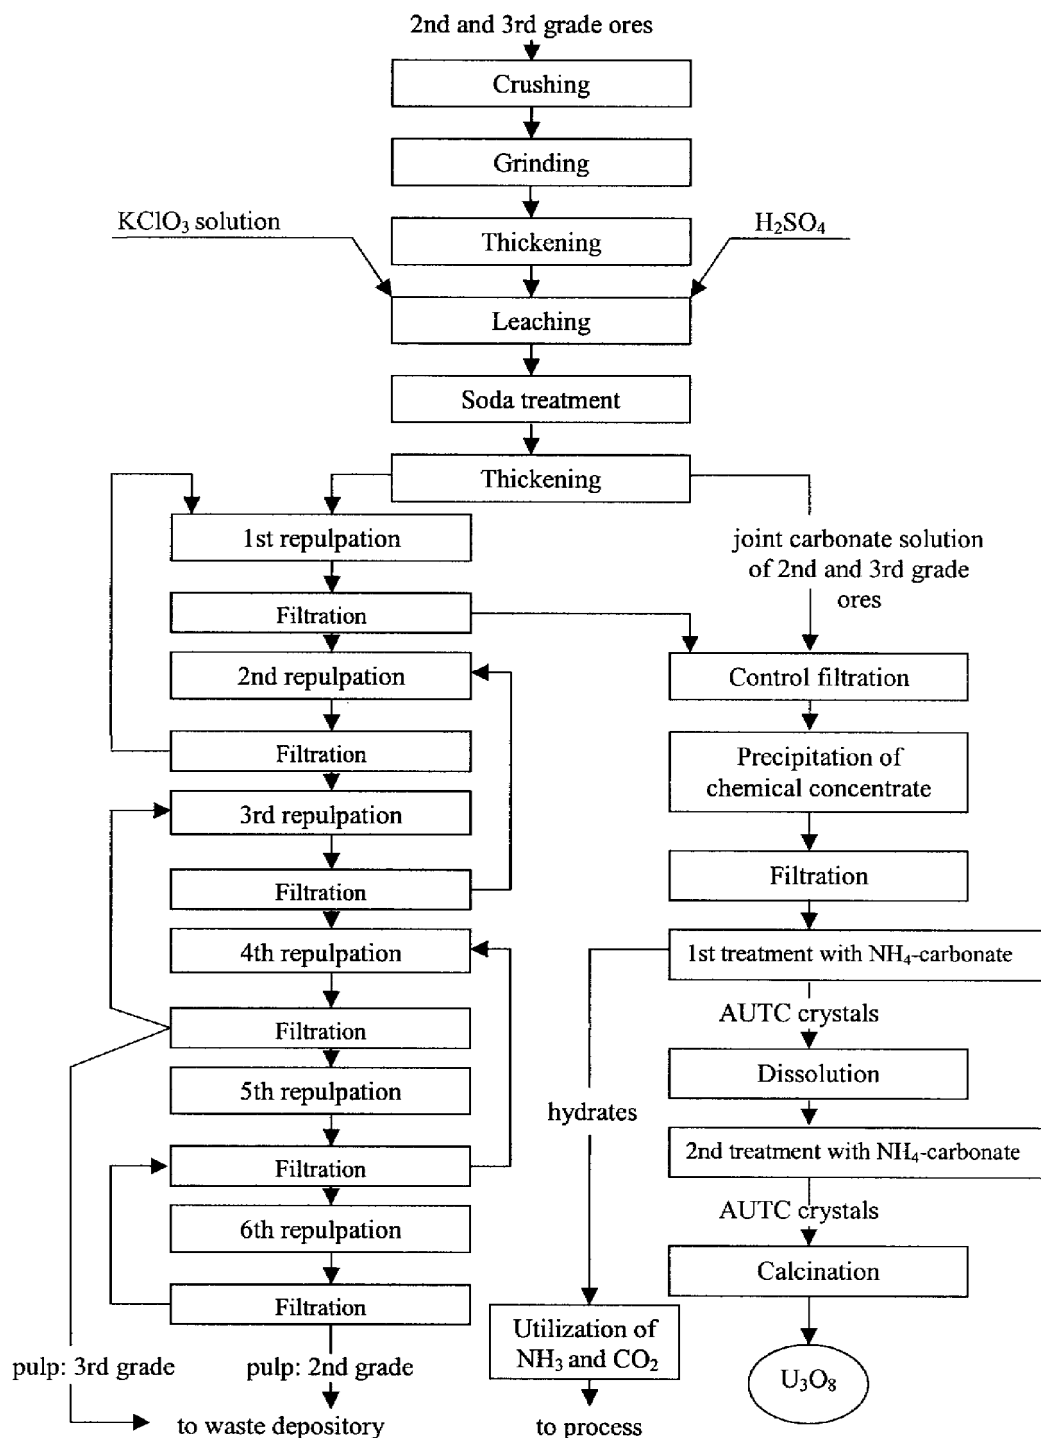 2nd and 3rd grade ores
Crushing
Grinding
KClO₃ solution
H₂SO₄
Thickening
Leaching
Soda treatment
Thickening
1st repulpation
joint carbonate solution
of 2nd and 3rd grade
ores
Filtration
2nd repulpation
Control filtration
Filtration
Precipitation of
chemical concentrate
3rd repulpation
Filtration
Filtration
4th repulpation
1st treatment with NH₄-carbonate
AUTC crystals
Filtration
Dissolution
5th repulpation
hydrates
Filtration
2nd treatment with NH₄-carbonate
AUTC crystals
6th repulpation
Calcination
Filtration
Utilization of
NH₃ and CO₂
pulp: 3rd grade
pulp: 2nd grade
U₃O₈
to waste depository
to process